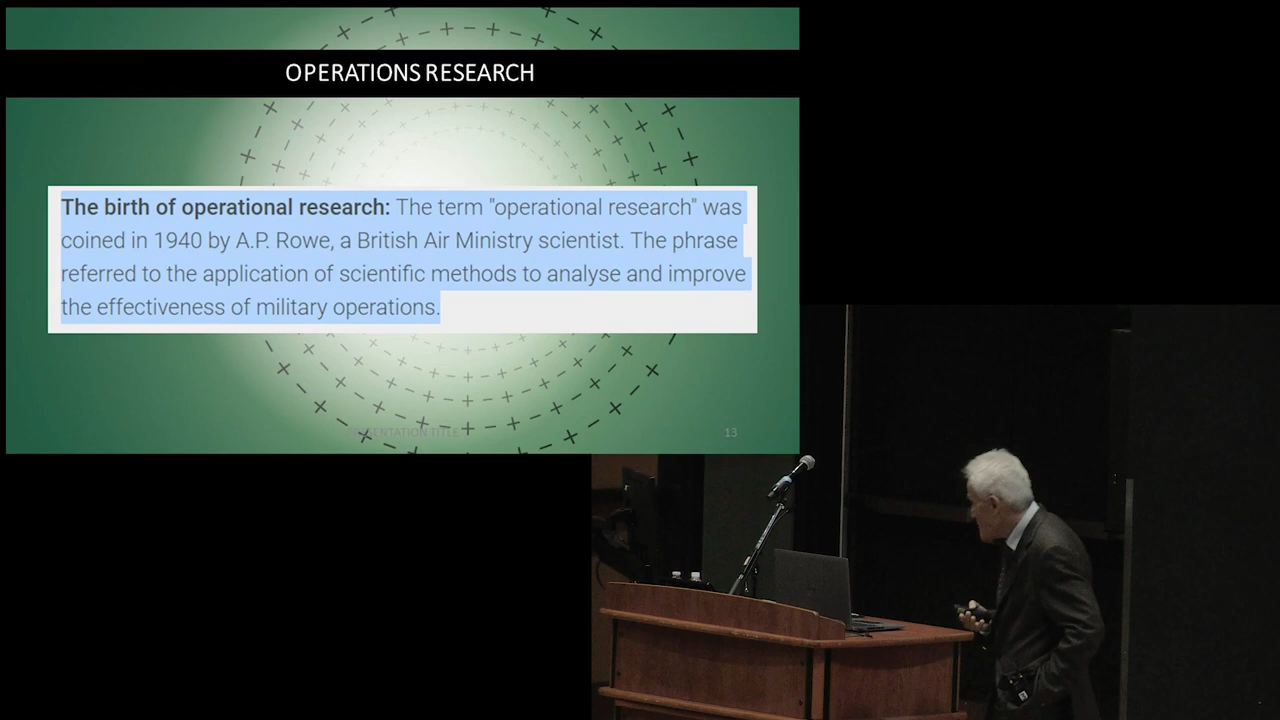 OPERATIONS RESEARCH
The birth of operational research: The term "operational research" was
coined in 1940 by A.P. Rowe, a British Air Ministry scientist. The phrase
referred to the application of scientific methods to analyse and improve
the effectiveness of military operations.
PRESENTATION TITLE
13